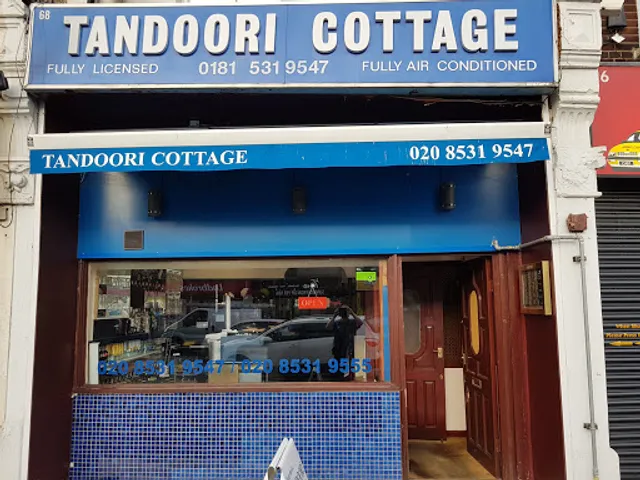 68
TANDOORI COTTAGE
FULLY LICENSED 0181 531 9547 FULLY AIR CONDITIONED
TANDOORI COTTAGE 020 8531 9547
6
OPEN
020 8531 9547 / 020 8531 9555